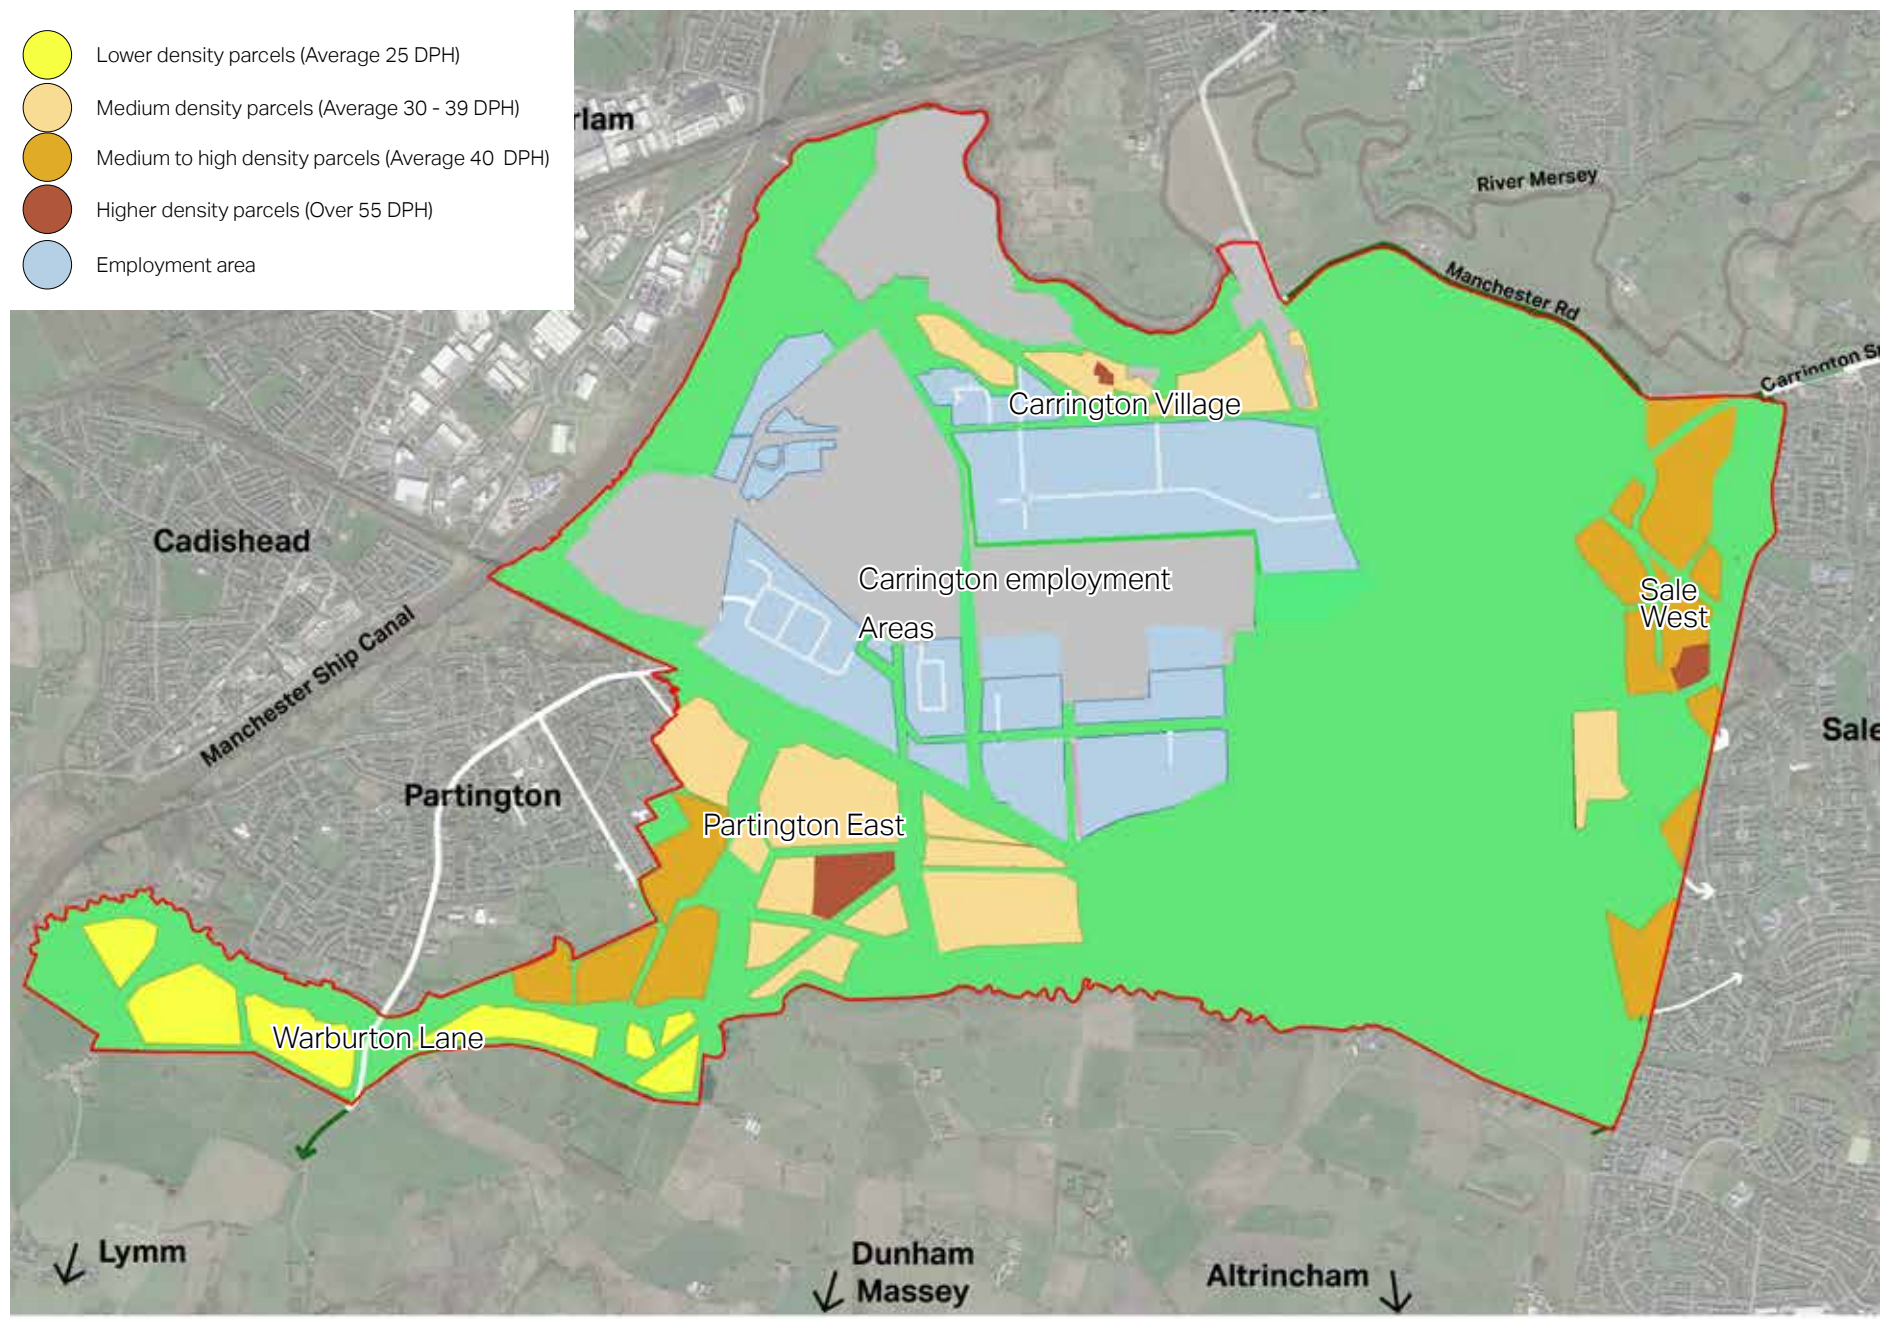 Lower density parcels (Average 25 DPH)
Medium density parcels (Average 30 - 39 DPH)
Medium to high density parcels (Average 40 DPH)
Higher density parcels (Over 55 DPH)
Employment area
rlam
River Mersey
Manchester Rd
Carrington
Carrington Village
Cadishead
Carrington employment
Areas
Sale
West
Manchester Ship Canal
Sale
Partington
Partington East
Warburton Lane
Lymm
Dunham
Massey
Altrincham